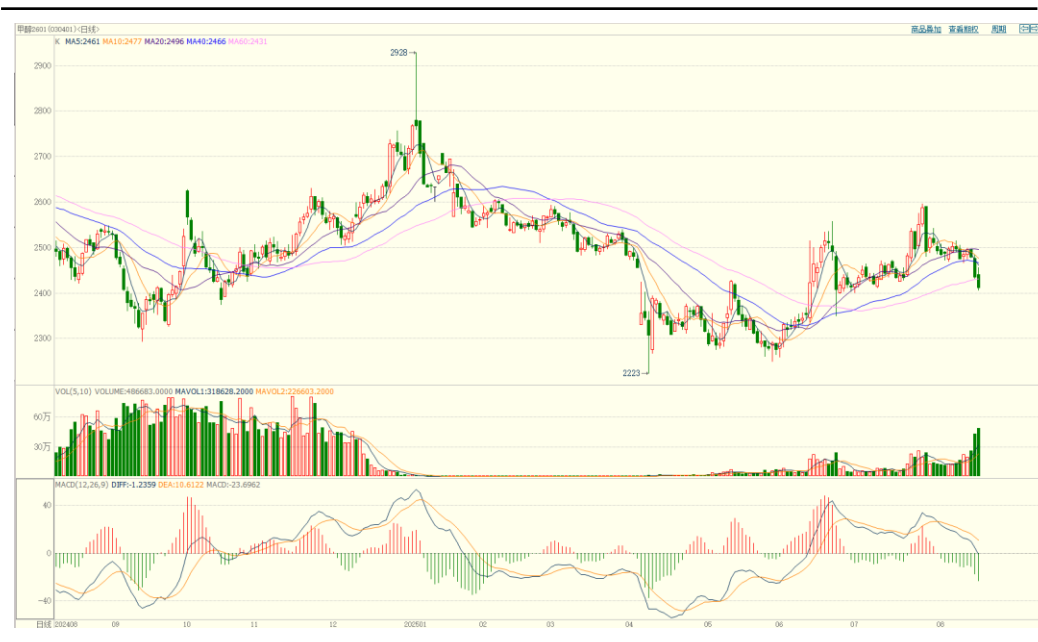 甲醇2601(030401)<日线>
商品叠加 查看期权 周期
K MA5:2461 MA10:2477 MA20:2496 MA40:2466 MA60:2431
2928
2900
2800
2700
2600
2500
2400
2300
2223
VOL(5,10) VOLUME:486683.0000 MAVOL1:318628.2000 MAVOL2:226603.2000
60万
30万
MACD(12,26,9) DIFF:-1.2359 DEA:10.6122 MACD:-23.6962
40
0
-40
日线 202408 09 10 11 12 202501 02 03 04 05 06 07 08